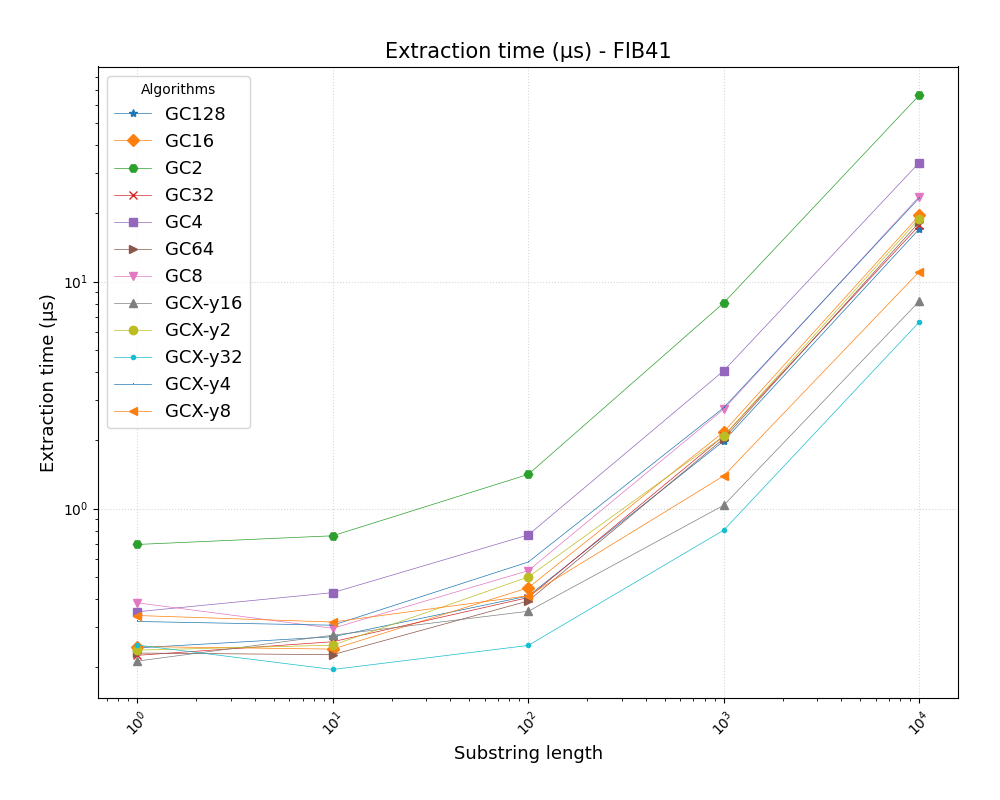 Extraction time (µs) - FIB41
Algorithms
GC128
GC16
GC2
GC32
GC4
GC64
GC8
GCX-y16
GCX-y2
GCX-y32
GCX-y4
GCX-y8
Extraction time (µs)
10¹
10⁰
10⁰ 10¹ 10² 10³ 10⁴
Substring length